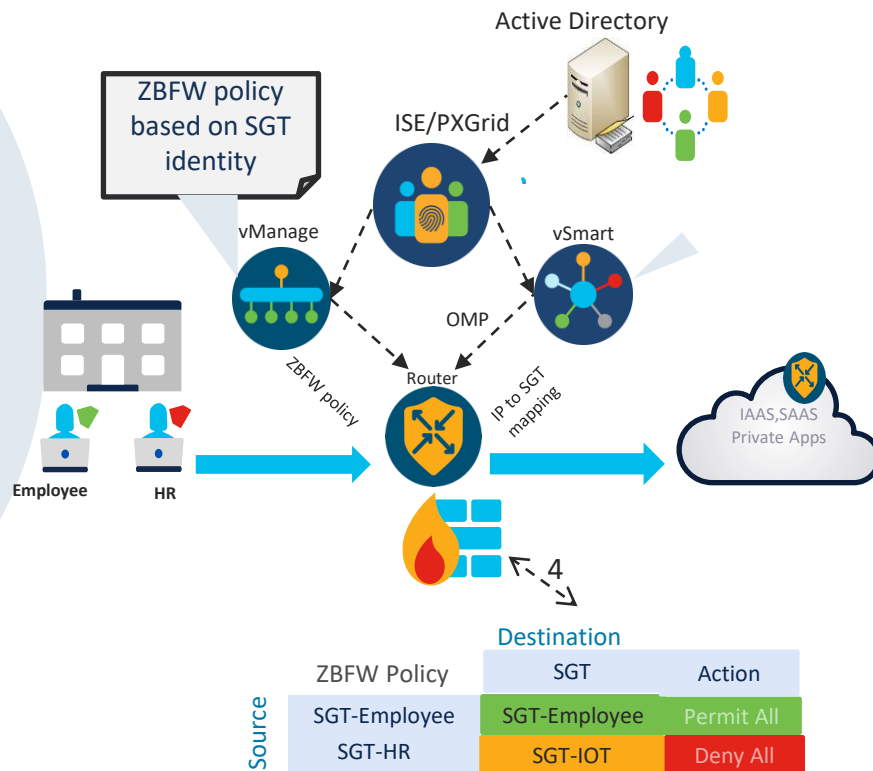 Active Directory
ZBFW policy
based on SGT
identity
ISE/PXGrid
vManage
vSmart
OMP
ZBFW policy
Router
IP to SGT
mapping
IAAS,SAAS
Private Apps
Employee
HR
4
Destination
Source
ZBFW Policy SGT Action
SGT-Employee SGT-Employee Permit All
SGT-HR SGT-IOT Deny All